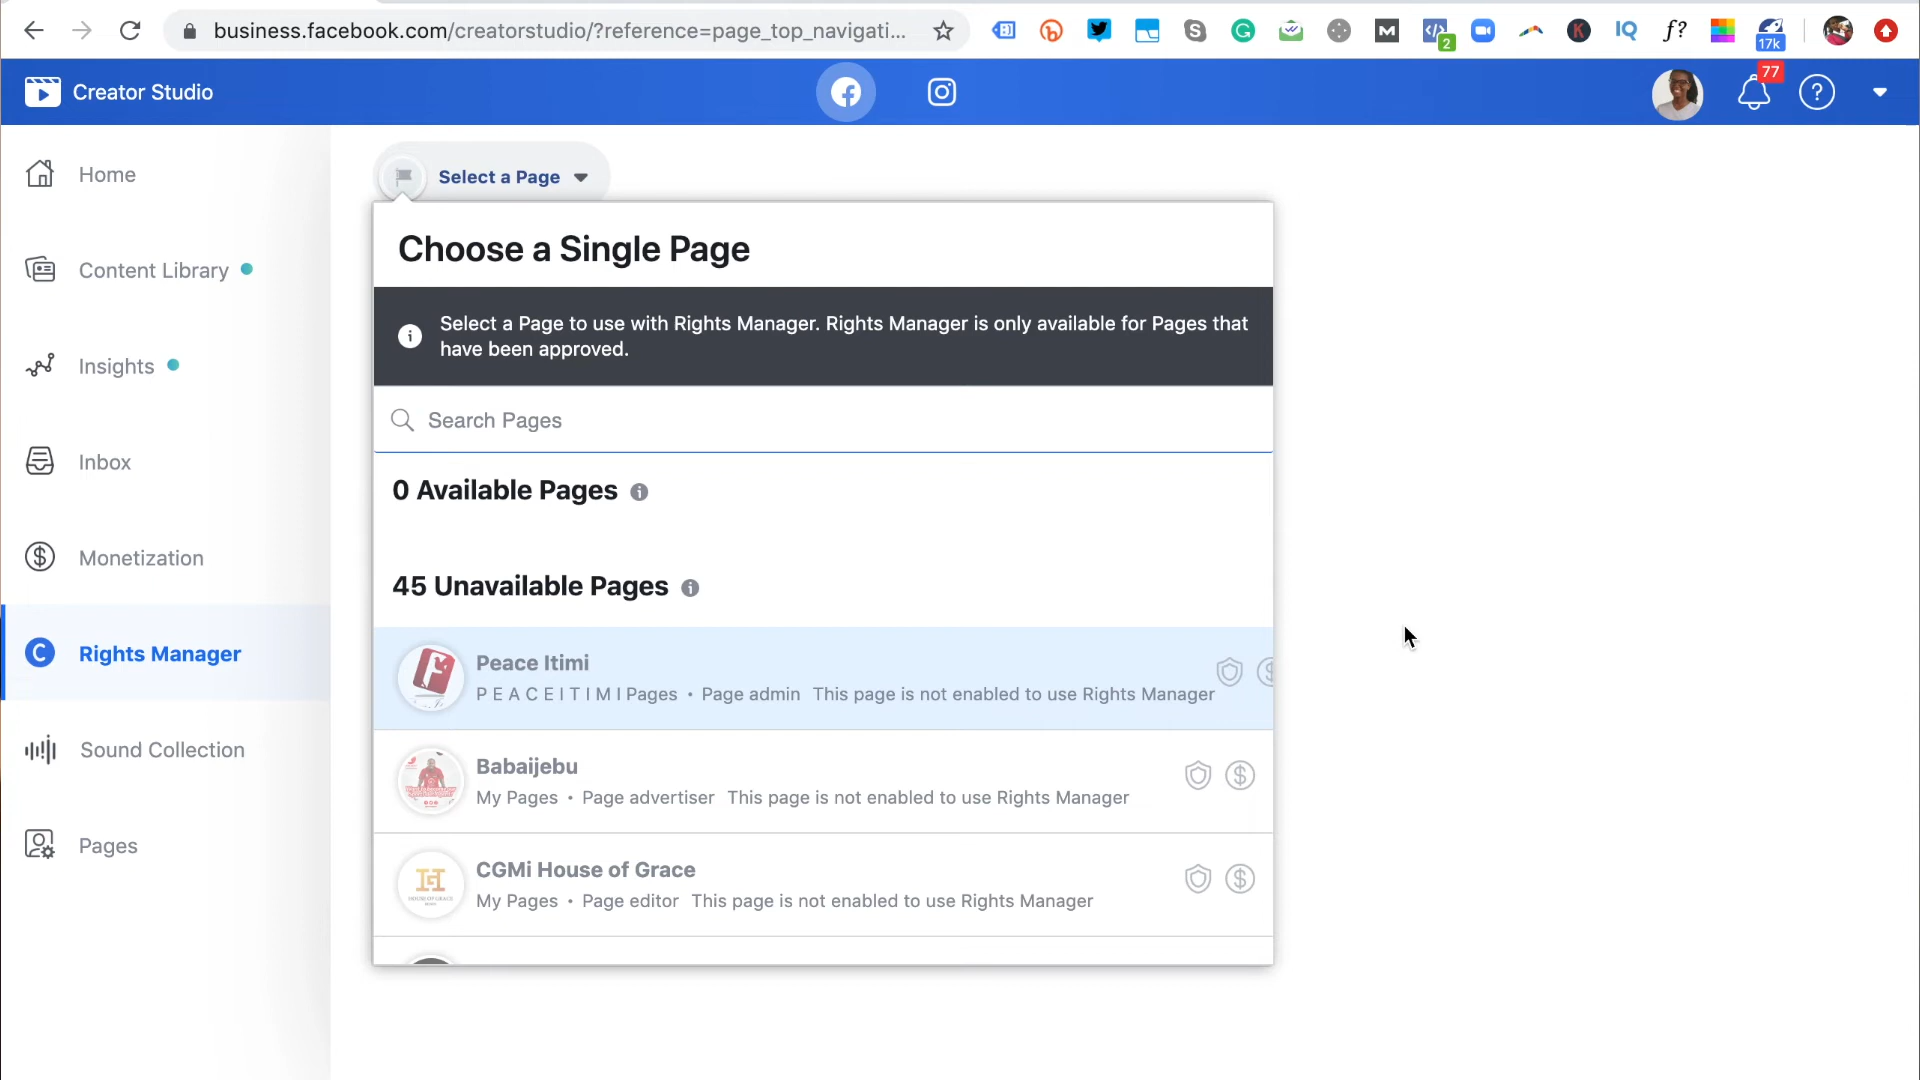 business.facebook.com/creatorstudio/?reference=page_top_navigati...
2
IQ
f?
17k
Creator Studio
77
Home
Content Library
Insights
Inbox
Monetization
Rights Manager
Sound Collection
Pages
Select a Page
Choose a Single Page
Select a Page to use with Rights Manager. Rights Manager is only available for Pages that
have been approved.
Search Pages
0 Available Pages
45 Unavailable Pages
Peace Itimi
P E A C E I T I M I Pages • Page admin This page is not enabled to use Rights Manager
Babaijebu
My Pages • Page advertiser This page is not enabled to use Rights Manager
CGMi House of Grace
My Pages • Page editor This page is not enabled to use Rights Manager